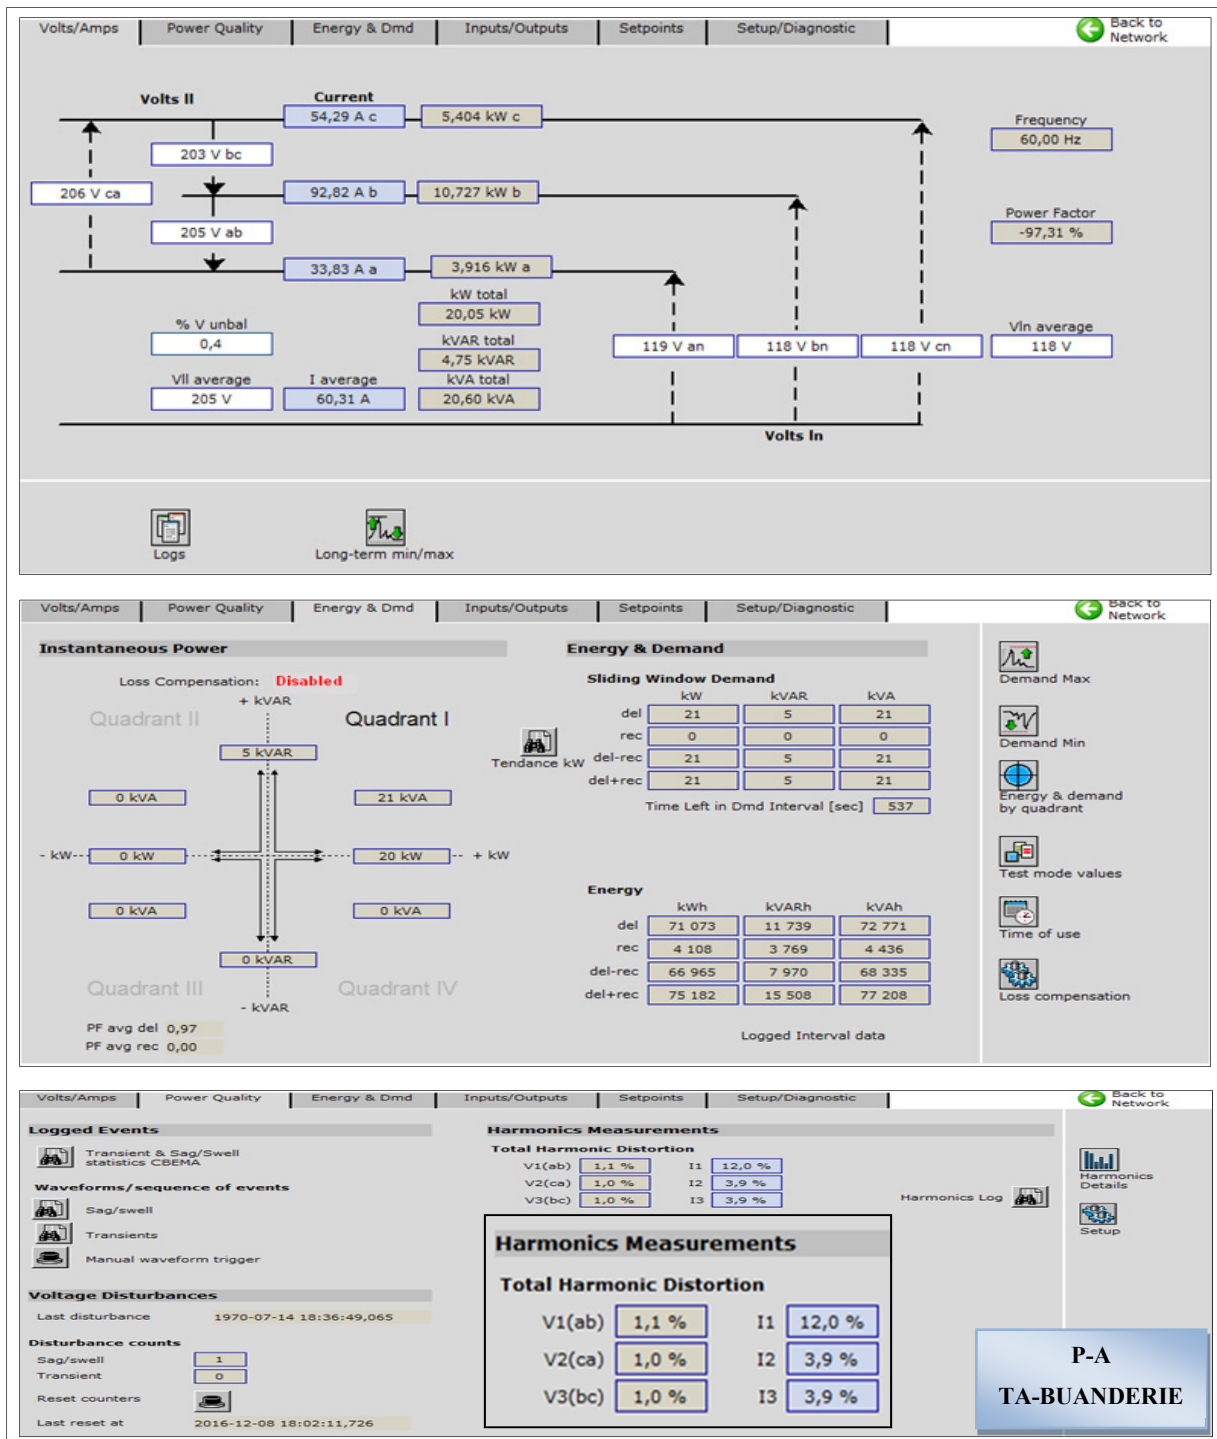 Volts/Amps Power Quality Energy & Dmd Inputs/Outputs Setpoints Setup/Diagnostic Back to
Network
Volts ll Current
54,29 A c 5,404 kW c
Frequency
60,00 Hz
203 V bc
206 V ca
92,82 A b 10,727 kW b
Power Factor
-97,31 %
205 V ab
33,83 A a 3,916 kW a
kW total
20,05 kW
% V unbal
0,4
kVAR total
4,75 kVAR
119 V an 118 V bn 118 V cn
Vln average
118 V
Vll average I average kVA total
205 V 60,31 A 20,60 kVA
Volts ln
Logs Long-term min/max
Volts/Amps Power Quality Energy & Dmd Inputs/Outputs Setpoints Setup/Diagnostic Back to
Network
Instantaneous Power
Loss Compensation: Disabled
+ kVAR
Quadrant II Quadrant I
5 kVAR
0 kVA 21 kVA
- kW 0 kW 20 kW + kW
0 kVA 0 kVA
0 kVAR
Quadrant III Quadrant IV
- kVAR
PF avg del 0,97
PF avg rec 0,00
Energy & Demand
Sliding Window Demand
kW kVAR kVA
del 21 5 21
rec 0 0 0
Tendance kW
del-rec 21 5 21
del+rec 21 5 21
Time Left in Dmd Interval [sec] 537
Energy
kWh kVARh kVAh
del 71 073 11 739 72 771
rec 4 108 3 769 4 436
del-rec 66 965 7 970 68 335
del+rec 75 182 15 508 77 208
Logged Interval data
Demand Max
Demand Min
Energy & demand
by quadrant
Test mode values
Time of use
Loss compensation
Volts/Amps Power Quality Energy & Dmd Inputs/Outputs Setpoints Setup/Diagnostic Back to
Network
Logged Events
Transient & Sag/Swell
statistics CBEMA
Waveforms/sequence of events
Sag/swell
Transients
Manual waveform trigger
Voltage Disturbances
Last disturbance 1970-07-14 18:36:49,065
Disturbance counts
Sag/swell 1
Transient 0
Reset counters
Last reset at 2016-12-08 18:02:11,726
Harmonics Measurements
Total Harmonic Distortion
V1(ab) 1,1 % I1 12,0 %
V2(ca) 1,0 % I2 3,9 %
V3(bc) 1,0 % I3 3,9 %
Harmonics Log
Harmonics
Details
Setup
Harmonics Measurements
Total Harmonic Distortion
V1(ab) 1,1 % I1 12,0 %
V2(ca) 1,0 % I2 3,9 %
V3(bc) 1,0 % I3 3,9 %
P-A
TA-BUANDERIE